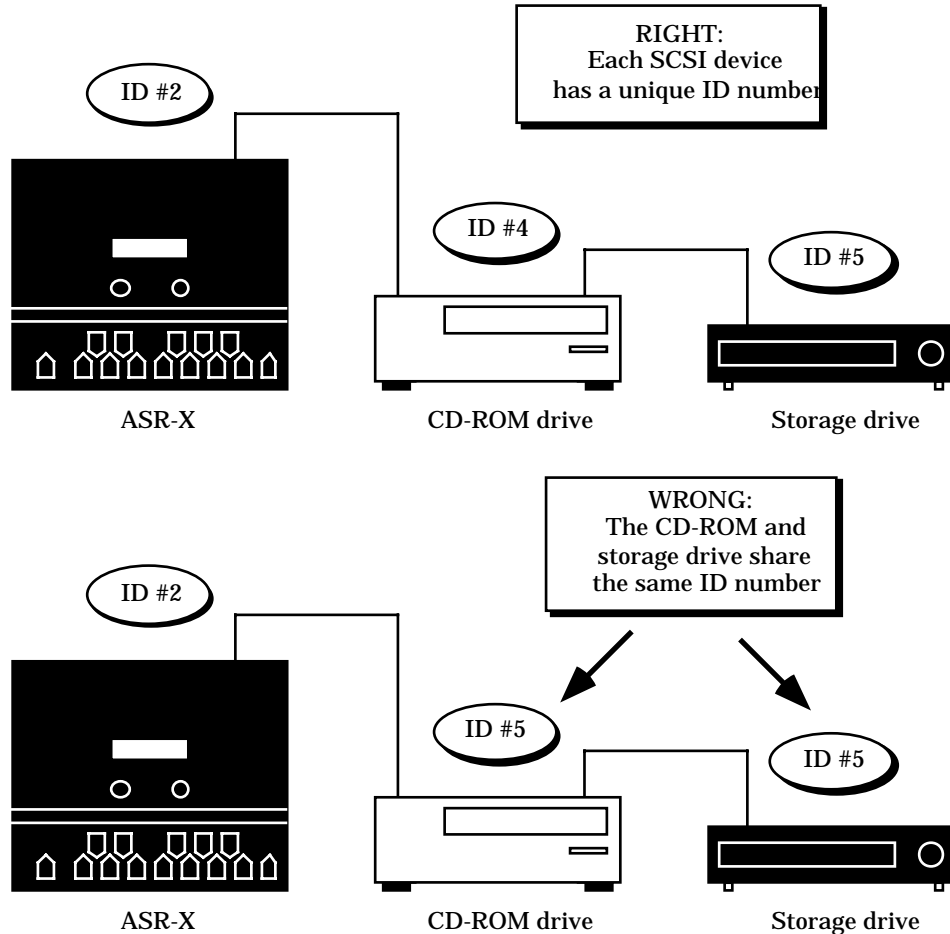 RIGHT:
Each SCSI device
has a unique ID number
ID #2
ID #4
ID #5
ASR-X
CD-ROM drive
Storage drive
WRONG:
The CD-ROM and
storage drive share
the same ID number
ID #2
ID #5
ID #5
ASR-X
CD-ROM drive
Storage drive